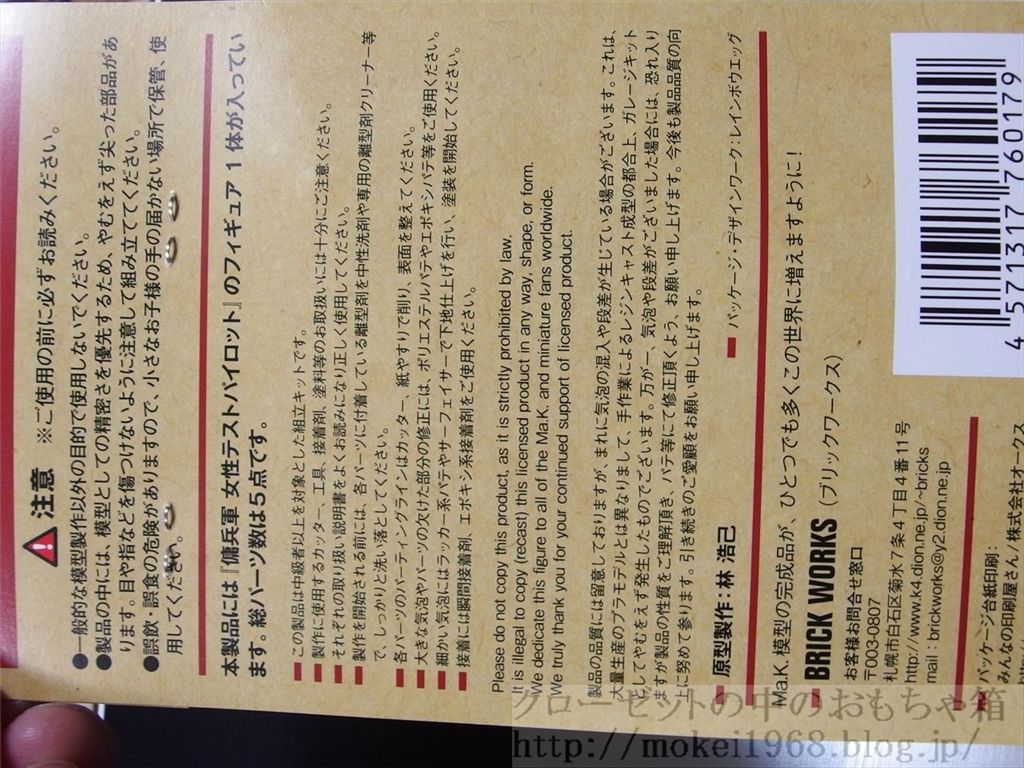 注意 ※ご使用の前に必ずお読みください。
●一般的な模型製作以外の目的で使用しないでください。
●製品の中には、模型としての精密さを優先するため、やむをえず尖った部品があ
ります。目や指などを傷つけないように注意して組み立ててください。
●誤飲 誤食の危険がありますので、小さなお子様の手の届かない場所で保管、使
用してください。
本製品には『傭兵軍 女性テストパイロット』のフィギュア 1 体が入ってい
ます。総パーツ数は5点です。
この製品は中級者以上を対象とした組立キットです。
製作に使用するカッター、工具、接着剤、塗料等のお取扱いには十分にご注意ください。
それぞれの取り扱い説明書をよくお読みになり正しく使用してください。
製作を開始される前には、各パーツに付着している離型剤を中性洗剤や専用の離型剤クリーナー等
で、しっかりと洗い落としてください。
各パーツのパーティングラインはカッター、紙やすりで削り、表面を整えてください。
大きな気泡やパーツの欠けた部分の修正には、ポリエステルパテやエポキシパテ等をご使用ください。
細かい気泡にはラッカー系パテやサーフェイサーで下地仕上げを行い、塗装を開始してください。
接着には瞬間接着剤、エポキシ系接着剤をご使用ください。
Please do not copy this product, as it is strictly prohibited by law.
It is illegal to copy (recast) this licensed product in any way, shape, or form.
We dedicate this figure to all of the Ma.K. and miniature fans worldwide.
We truly thank you for your continued support of licensed product.
製品の品質には留意しておりますが、まれに気泡の混入や段差が生じている場合がございます。これは、
大量生産のプラモデルとは異なりまして、手作業によるレジンキャスト成型の都合上、ガレージキット
としてやむをえず発生したものでございます。万が一、気泡や段差がございました場合には、恐れ入り
ますが製品の性質をご理解頂き、パテ等にて修正頂くよう、お願い申し上げます。今後も製品品質の向
上に努めて参ります。引き続きのご愛顧をお願い申し上げます。
原型製作：林 浩己
パッケージ・デザインワーク：レインボウエッグ
Ma.K. 模型の完成品が、ひとつでも多くこの世界に増えますように！
BRICK WORKS（ブリックワークス）
お客様お問合せ窓口
〒003-0807
札幌市白石区菊水7条4丁目4番11号
http://www.k4.dion.ne.jp/~bricks
mail : brickworks@y2.dion.ne.jp
パッケージ台紙印刷：
みんなの印刷屋さん/株式会社オークス
4 571317 760179
クローゼットの中のおもちゃ箱
http://mokei1968.blog.jp/